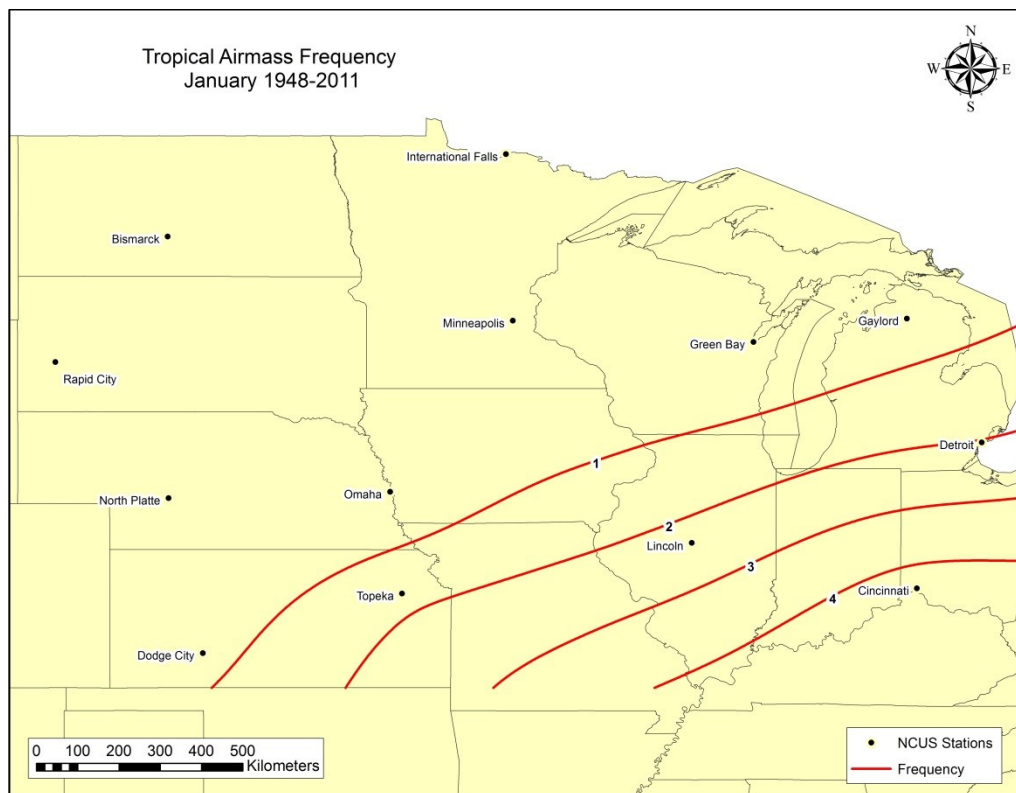 Tropical Airmass Frequency
January 1948-2011
N
W
E
S
International Falls
Bismarck
Minneapolis
Gaylord
Green Bay
Rapid City
Detroit
1
North Platte
Omaha
2
Lincoln
3
Topeka
Cincinnati
4
Dodge City
0 100 200 300 400 500
Kilometers
NCUS Stations
Frequency